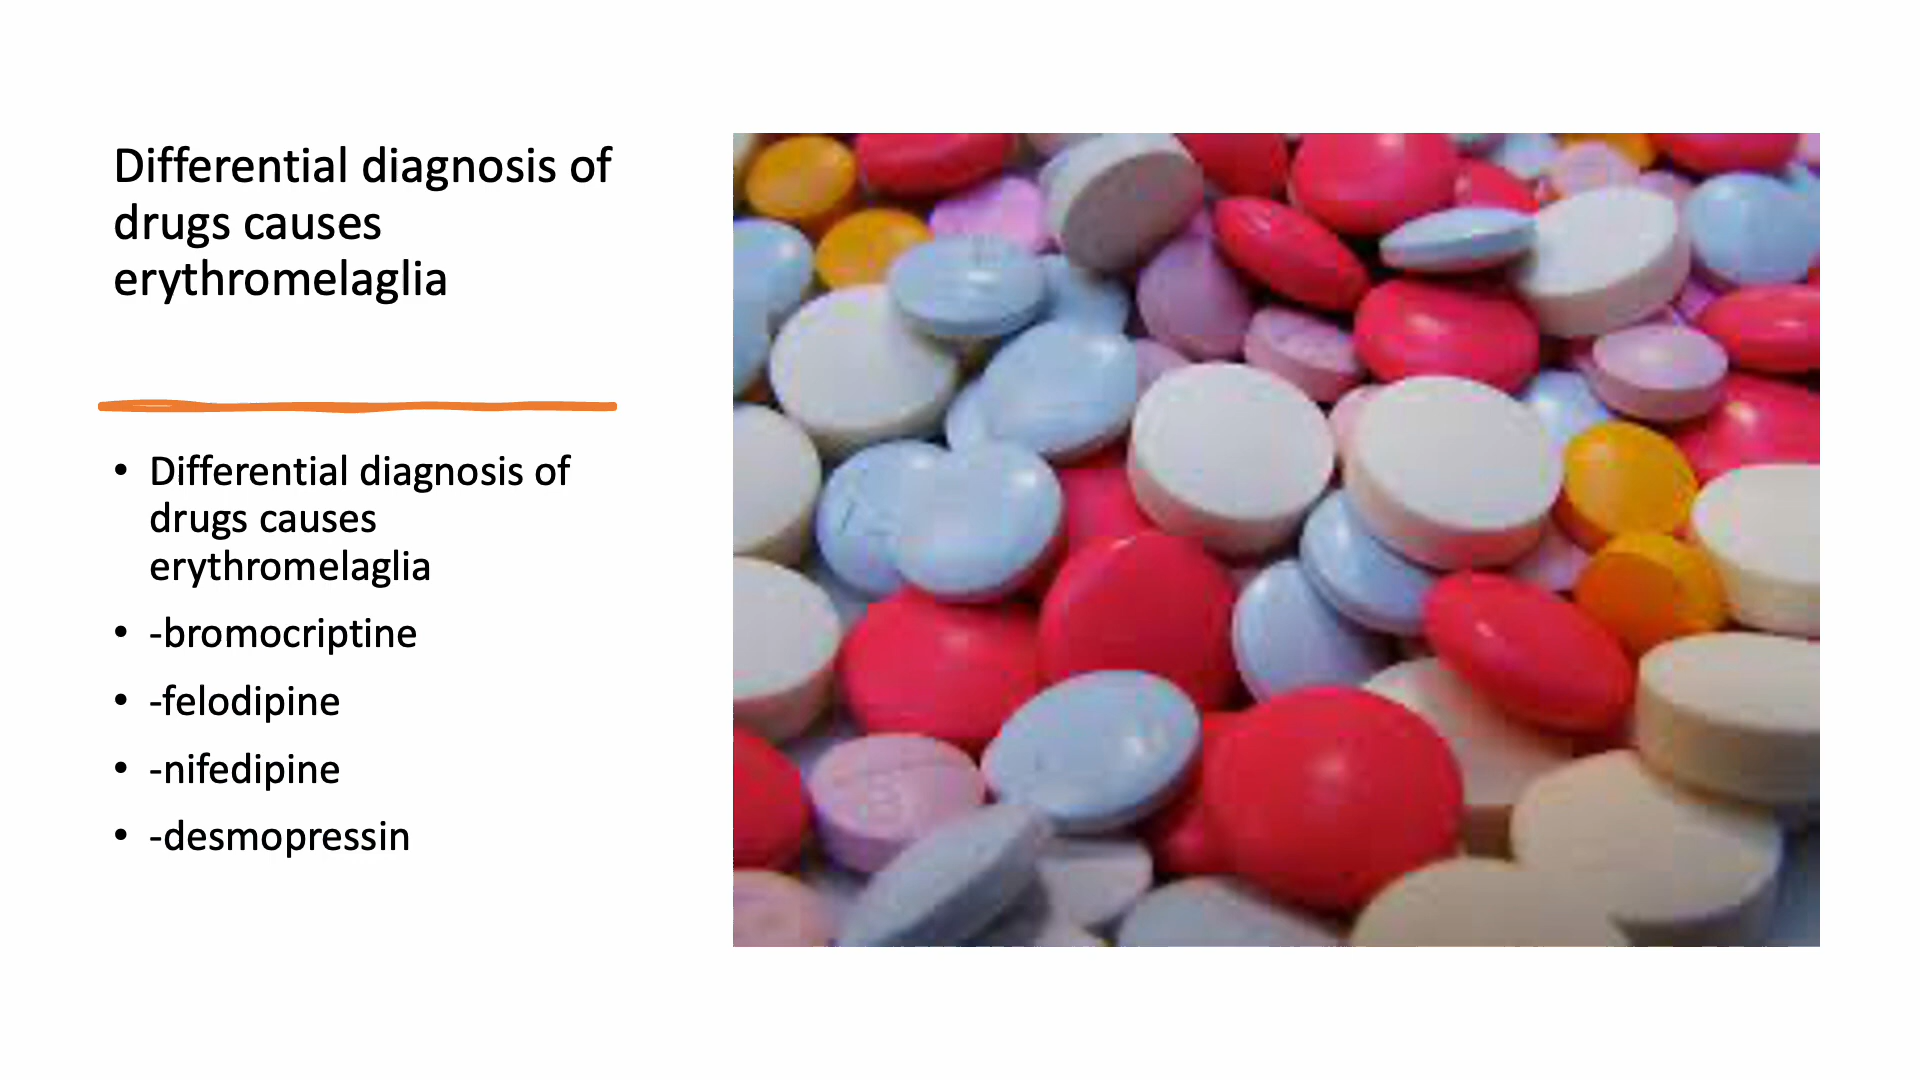 Differential diagnosis of
drugs causes
erythromelaglia
• Differential diagnosis of
drugs causes
erythromelaglia
• -bromocriptine
• -felodipine
• -nifedipine
• -desmopressin